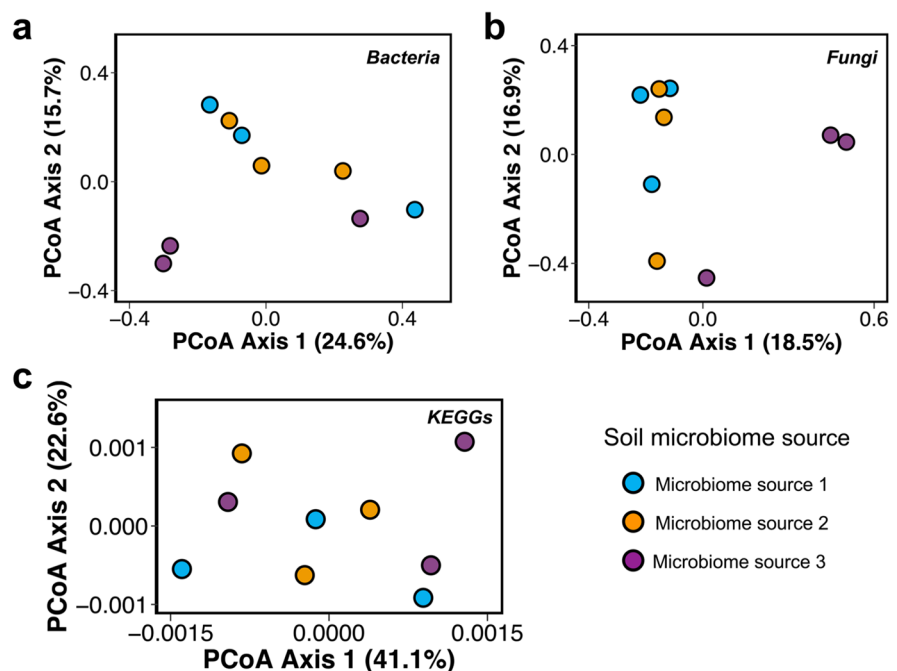 a
Bacteria
PCoA Axis 2 (15.7%)
0.4
0.0
−0.4
−0.4
0.0
0.4
PCoA Axis 1 (24.6%)
b
Fungi
PCoA Axis 2 (16.9%)
0.4
0.0
−0.4
−0.4
0.0
0.6
PCoA Axis 1 (18.5%)
c
KEGGs
PCoA Axis 2 (22.6%)
0.001
0.000
−0.001
−0.0015
0.0000
0.0015
PCoA Axis 1 (41.1%)
Soil microbiome source
Microbiome source 1
Microbiome source 2
Microbiome source 3